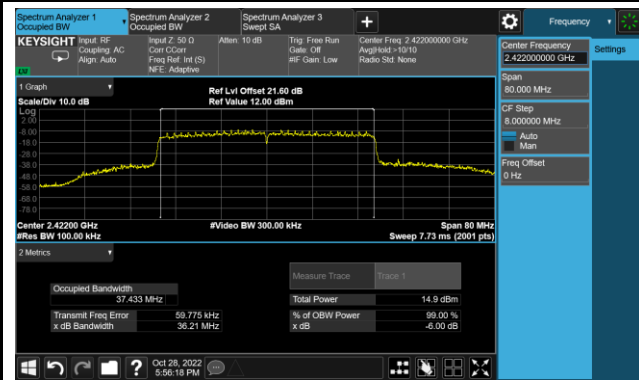 Spectrum Analyzer 1
Occupied BW
Spectrum Analyzer 2
Occupied BW
Spectrum Analyzer 3
Swept SA
+
Frequency
KEYSIGHT
Input: RF
Coupling: AC
Align: Auto
Input Z: 50 Ω
Corr CCorr
Freq Ref: Int (S)
NFE: Adaptive
Atten: 10 dB
Trig: Free Run
Gate: Off
#IF Gain: Low
Center Freq: 2.422000000 GHz
Avg|Hold:>10/10
Radio Std: None
LXI
Center Frequency
2.422000000 GHz
Settings
Span
80.000 MHz
CF Step
8.000000 MHz
Auto
Man
Freq Offset
0 Hz
1 Graph
Scale/Div 10.0 dB
Ref Lvl Offset 21.60 dB
Ref Value 12.00 dBm
Log
2.00
-8.00
-18.0
-28.0
-38.0
-48.0
-58.0
-68.0
-78.0
Center 2.42200 GHz
#Res BW 100.00 kHz
#Video BW 300.00 kHz
Span 80 MHz
Sweep 7.73 ms (2001 pts)
2 Metrics
Measure Trace
Trace 1
Occupied Bandwidth
37.433 MHz
Total Power
14.9 dBm
Transmit Freq Error
59.775 kHz
% of OBW Power
99.00 %
x dB Bandwidth
36.21 MHz
x dB
-6.00 dB
?
Oct 28, 2022
5:56:18 PM